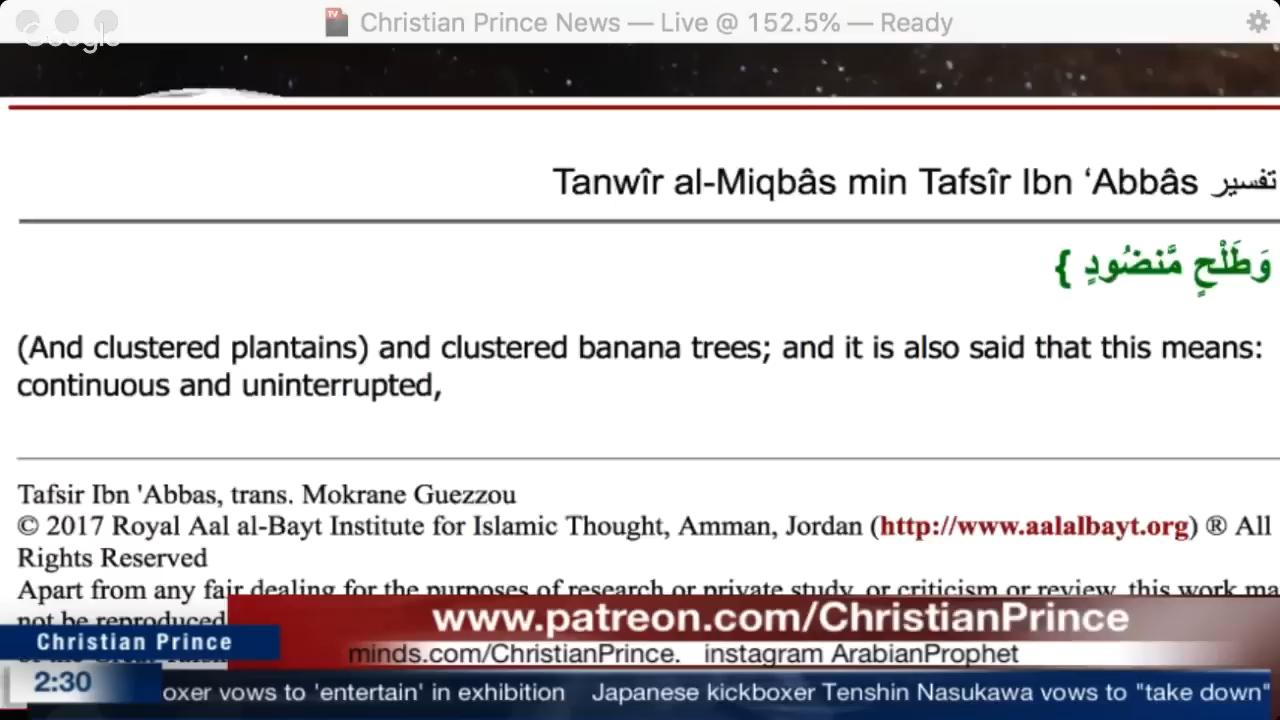 Christian Prince News — Live @ 152.5% — Ready
Google
Tanwîr al-Miqbâs min Tafsîr Ibn ‘Abbâs تفسير
وَطَلْحٍ مَّنضُودٍ }
(And clustered plantains) and clustered banana trees; and it is also said that this means:
continuous and uninterrupted,
Tafsir Ibn 'Abbas, trans. Mokrane Guezzou
© 2017 Royal Aal al-Bayt Institute for Islamic Thought, Amman, Jordan (http://www.aalalbayt.org) ® All
Rights Reserved
Apart from any fair dealing for the purposes of research or private study, or criticism or review, this work ma
not be reproduced
www.patreon.com/ChristianPrince
Christian Prince
minds.com/ChristianPrince. instagram ArabianProphet
2:30
oxer vows to 'entertain' in exhibition Japanese kickboxer Tenshin Nasukawa vows to "take down"